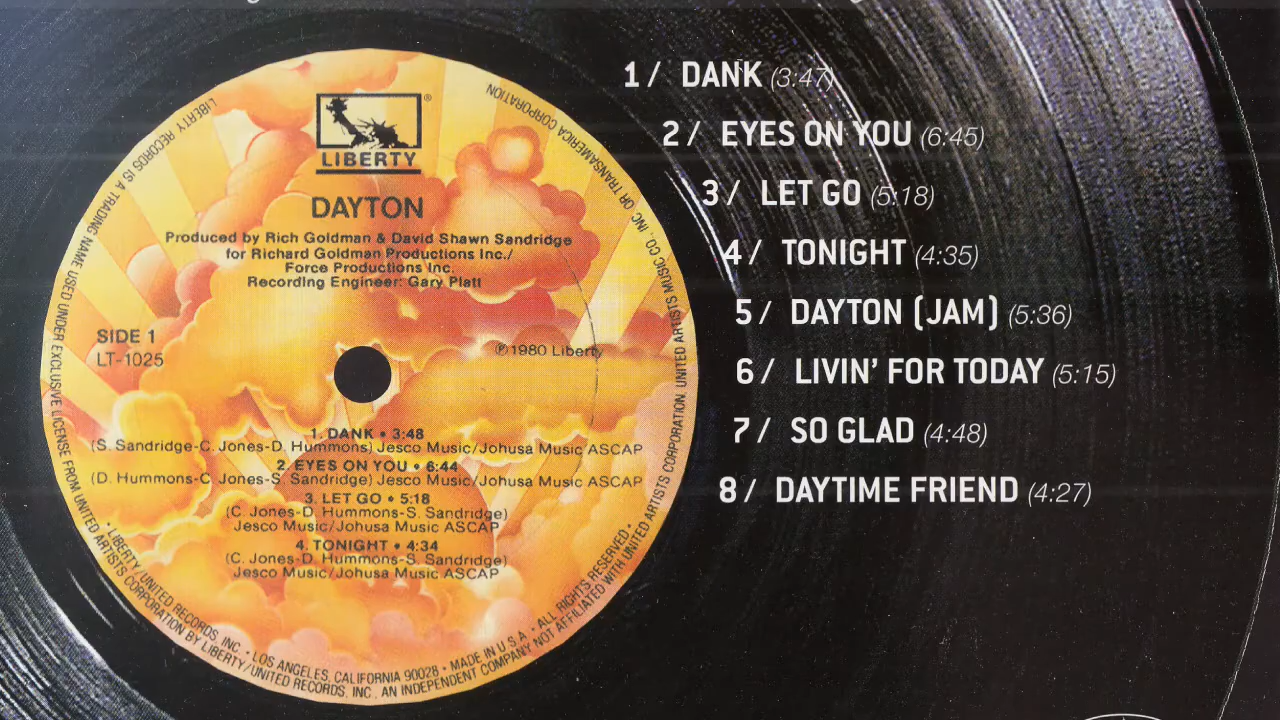 LIBERTY
®
DAYTON
Produced by Rich Goldman & David Shawn Sandridge
for Richard Goldman Productions Inc./
Force Productions Inc.
Recording Engineer: Gary Platt
SIDE 1
LT-1025
℗1980 Liberty
1. DANK • 3:48
(S. Sandridge-C. Jones-D. Hummons) Jesco Music/Johusa Music ASCAP
2. EYES ON YOU • 6:44
(D. Hummons-C. Jones-S. Sandridge) Jesco Music/Johusa Music ASCAP
3. LET GO • 5:18
(C. Jones-D. Hummons-S. Sandridge)
Jesco Music/Johusa Music ASCAP
4. TONIGHT • 4:34
(C. Jones-D. Hummons-S. Sandridge)
Jesco Music/Johusa Music ASCAP
• LIBERTY/UNITED RECORDS, INC. • LOS ANGELES, CALIFORNIA 90028 • MADE IN U.S.A. • ALL RIGHTS RESERVED •
LIBERTY RECORDS IS A TRADING NAME USED UNDER EXCLUSIVE LICENSE FROM UNITED ARTISTS CORPORATION BY LIBERTY/UNITED RECORDS, INC., AN INDEPENDENT COMPANY NOT AFFILIATED WITH UNITED ARTISTS CORPORATION, UNITED ARTISTS MUSIC CO., INC. OR TRANSAMERICA CORPORATION
1 / DANK (3:47)
2 / EYES ON YOU (6:45)
3 / LET GO (5:18)
4 / TONIGHT (4:35)
5 / DAYTON (JAM) (5:36)
6 / LIVIN' FOR TODAY (5:15)
7 / SO GLAD (4:48)
8 / DAYTIME FRIEND (4:27)